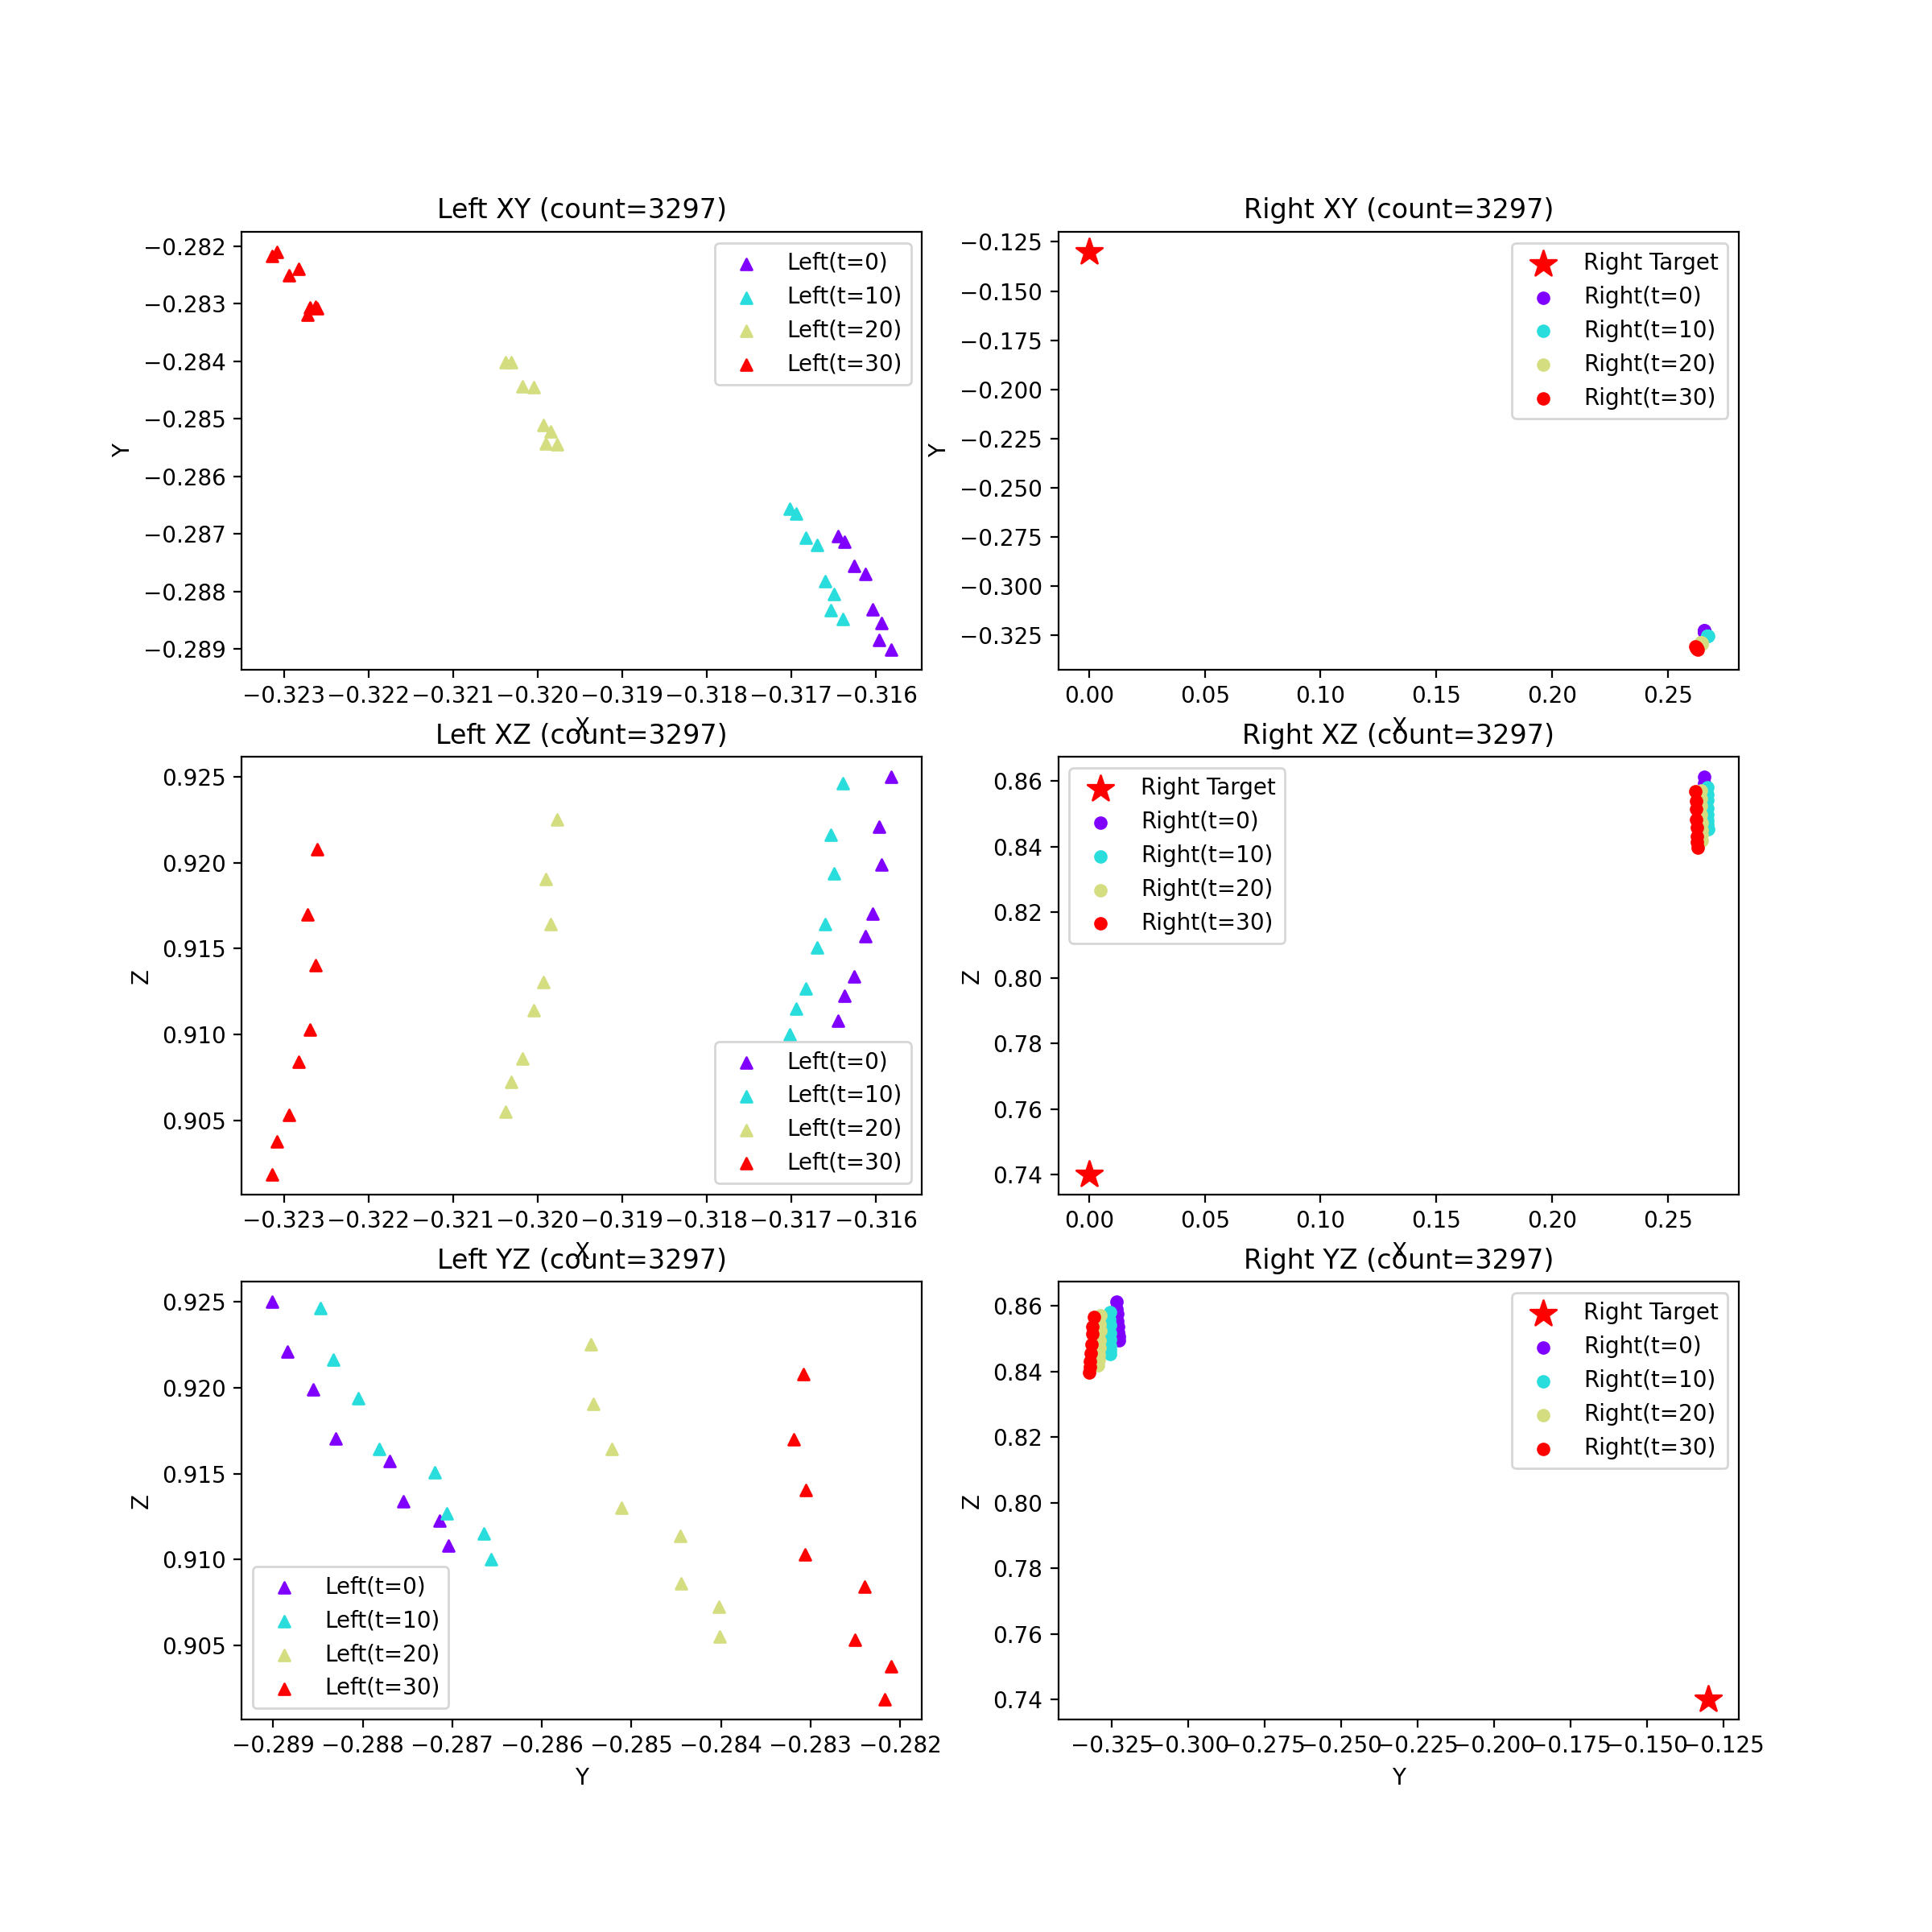 Left XY (count=3297)
Right XY (count=3297)
−0.282
−0.283
−0.284
−0.285
−0.286
−0.287
−0.288
−0.289
Y
Left(t=0)
Left(t=10)
Left(t=20)
Left(t=30)
−0.323
−0.322
−0.321
−0.320
−0.319
−0.318
−0.317
−0.316
X
−0.125
−0.150
−0.175
−0.200
−0.225
−0.250
−0.275
−0.300
−0.325
Y
Right Target
Right(t=0)
Right(t=10)
Right(t=20)
Right(t=30)
0.00
0.05
0.10
0.15
0.20
0.25
X
Left XZ (count=3297)
Right XZ (count=3297)
0.925
0.920
0.915
0.910
0.905
Z
Left(t=0)
Left(t=10)
Left(t=20)
Left(t=30)
−0.323
−0.322
−0.321
−0.320
−0.319
−0.318
−0.317
−0.316
X
0.86
0.84
0.82
0.80
0.78
0.76
0.74
Z
Right Target
Right(t=0)
Right(t=10)
Right(t=20)
Right(t=30)
0.00
0.05
0.10
0.15
0.20
0.25
X
Left YZ (count=3297)
Right YZ (count=3297)
0.925
0.920
0.915
0.910
0.905
Z
Left(t=0)
Left(t=10)
Left(t=20)
Left(t=30)
−0.289
−0.288
−0.287
−0.286
−0.285
−0.284
−0.283
−0.282
Y
0.86
0.84
0.82
0.80
0.78
0.76
0.74
Z
Right Target
Right(t=0)
Right(t=10)
Right(t=20)
Right(t=30)
−0.325
−0.300
−0.275
−0.250
−0.225
−0.200
−0.175
−0.150
−0.125
Y